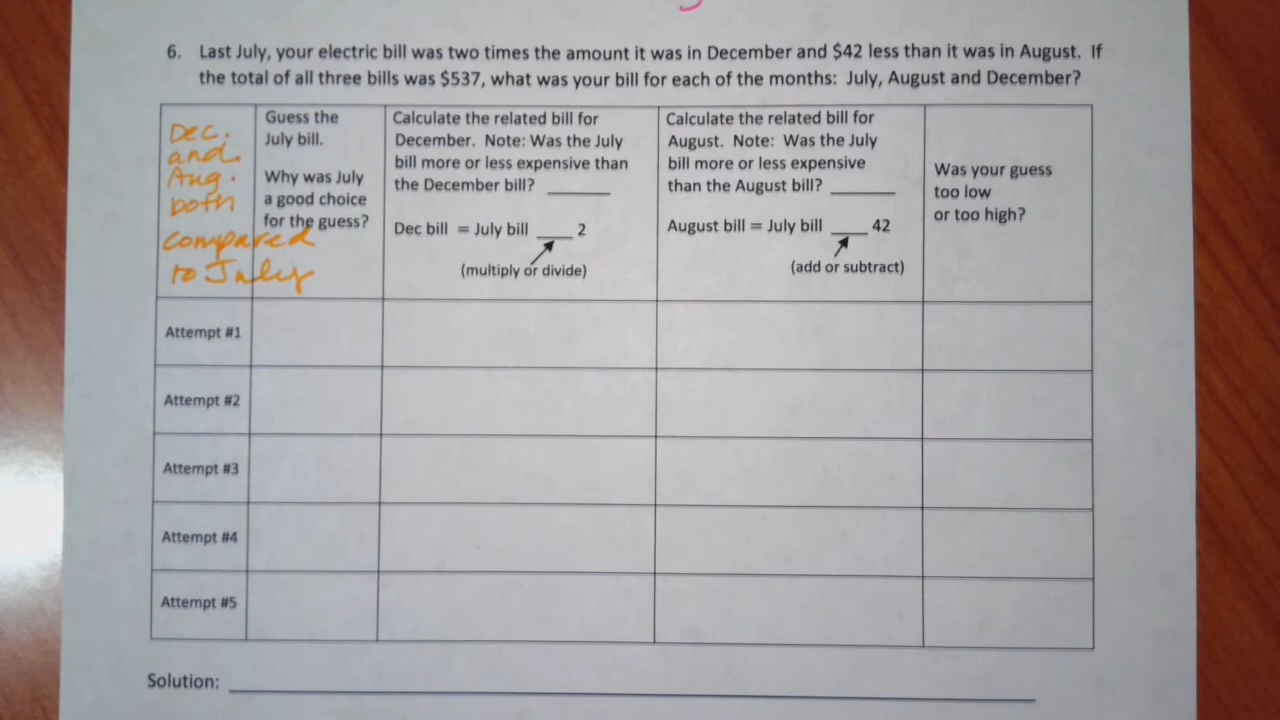 6. Last July, your electric bill was two times the amount it was in December and $42 less than it was in August. If
the total of all three bills was $537, what was your bill for each of the months: July, August and December?
Dec.
and
Aug.
both
compared
to July
Guess the
July bill.
Why was July
a good choice
for the guess?
Calculate the related bill for
December. Note: Was the July
bill more or less expensive than
the December bill? ______
Dec bill = July bill ____ 2
(multiply or divide)
Calculate the related bill for
August. Note: Was the July
bill more or less expensive
than the August bill? ______
August bill = July bill ____ 42
(add or subtract)
Was your guess
too low
or too high?
Attempt #1
Attempt #2
Attempt #3
Attempt #4
Attempt #5
Solution: ______